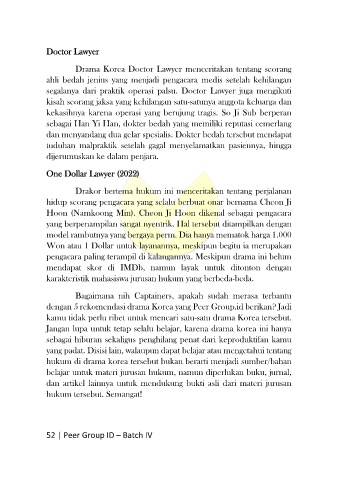 Doctor Lawyer
Drama Korea Doctor Lawyer menceritakan tentang seorang
ahli bedah jenius yang menjadi pengacara medis setelah kehilangan
segalanya dari praktik operasi palsu. Doctor Lawyer juga mengikuti
kisah seorang jaksa yang kehilangan satu-satunya anggota keluarga dan
kekasihnya karena operasi yang berujung tragis. So Ji Sub berperan
sebagai Han Yi Han, dokter bedah yang memiliki reputasi cemerlang
dan menyandang dua gelar spesialis. Dokter bedah tersebut mendapat
tuduhan malpraktik setelah gagal menyelamatkan pasiennya, hingga
dijerumuskan ke dalam penjara.
One Dollar Lawyer (2022)
Drakor bertema hukum ini menceritakan tentang perjalanan
hidup seorang pengacara yang selalu berbuat onar bernama Cheon Ji
Hoon (Namkoong Min). Cheon Ji Hoon dikenal sebagai pengacara
yang berpenampilan sangat nyentrik. Hal tersebut ditampilkan dengan
model rambutnya yang bergaya perm. Dia hanya mematok harga 1.000
Won atau 1 Dollar untuk layanannya, meskipun begitu ia merupakan
pengacara paling terampil di kalangannya. Meskipun drama ini belum
mendapat skor di IMDb, namun layak untuk ditonton dengan
karakteristik mahasiswa jurusan hukum yang berbeda-beda.
Bagaimana nih Captainers, apakah sudah merasa terbantu
dengan 5 rekomendasi drama Korea yang Peer Group.id berikan? Jadi
kamu tidak perlu ribet untuk mencari satu-satu drama Korea tersebut.
Jangan lupa untuk tetap selalu belajar, karena drama korea ini hanya
sebagai hiburan sekaligus penghilang penat dari keproduktifan kamu
yang padat. Disisi lain, walaupun dapat belajar atau mengetahui tentang
hukum di drama korea tersebut bukan berarti menjadi sumber/bahan
belajar untuk materi jurusan hukum, namun diperlukan buku, jurnal,
dan artikel lainnya untuk mendukung bukti asli dari materi jurusan
hukum tersebut. Semangat!
52 | Peer Group ID – Batch IV